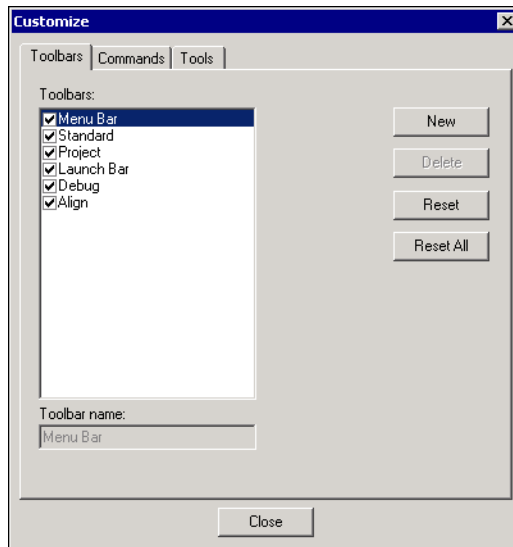 Customize
Toolbars Commands Tools
Toolbars:
Menu Bar
Standard
Project
Launch Bar
Debug
Align
New
Delete
Reset
Reset All
Toolbar name:
Menu Bar
Close